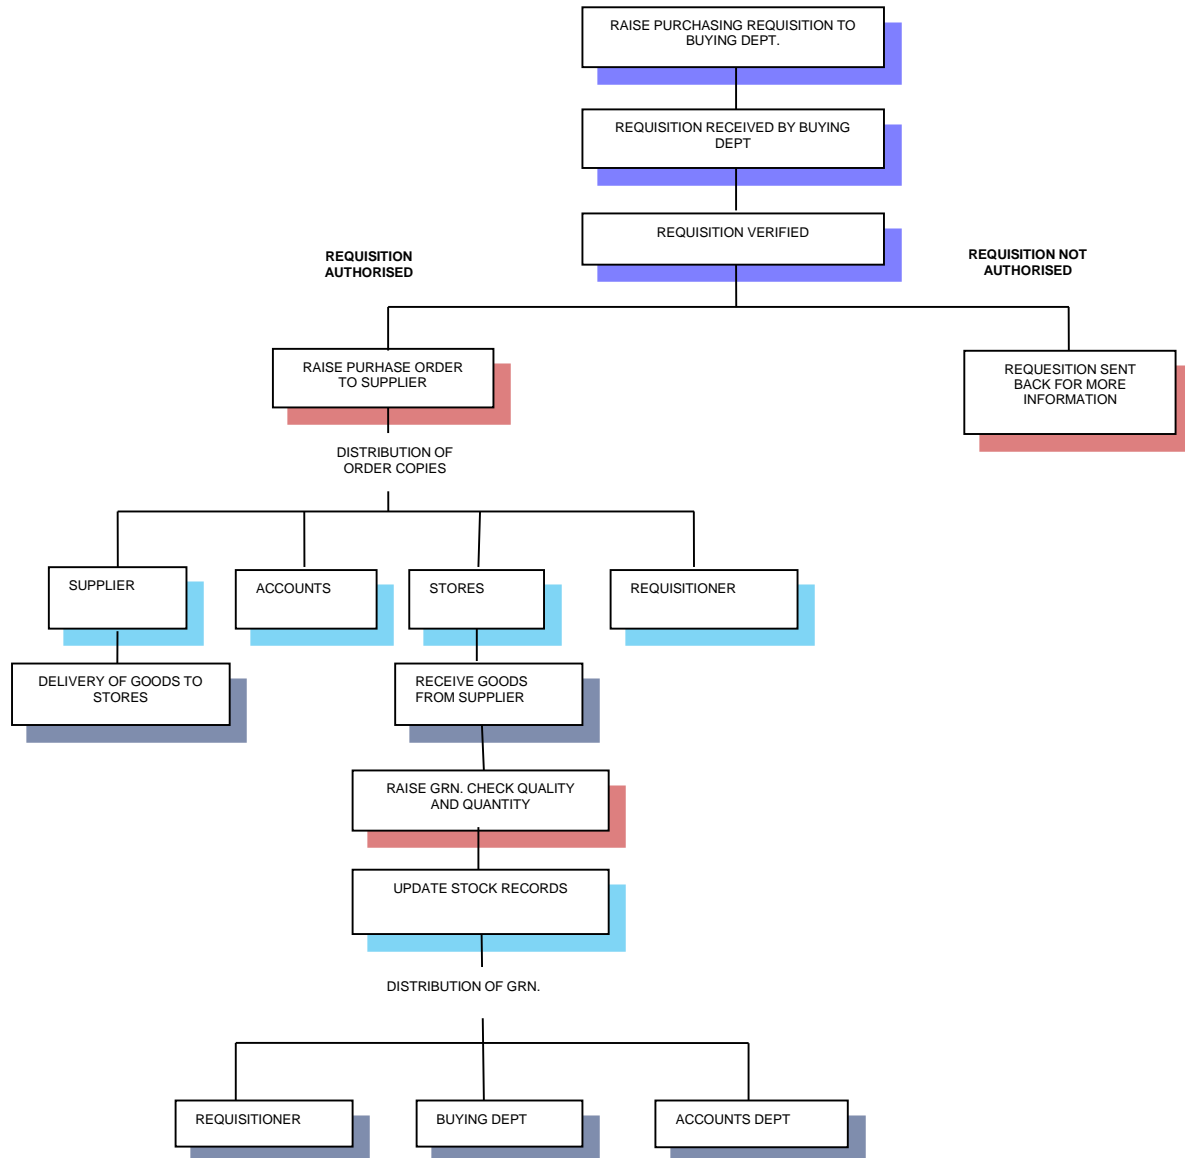 RAISE PURCHASING REQUISITION TO
BUYING DEPT.
REQUISITION RECEIVED BY BUYING
DEPT
REQUISITION VERIFIED
REQUISITION
AUTHORISED
REQUISITION NOT
AUTHORISED
RAISE PURHASE ORDER
TO SUPPLIER
REQUESITION SENT
BACK FOR MORE
INFORMATION
DISTRIBUTION OF
ORDER COPIES
SUPPLIER
ACCOUNTS
STORES
REQUISITIONER
DELIVERY OF GOODS TO
STORES
RECEIVE GOODS
FROM SUPPLIER
RAISE GRN. CHECK QUALITY
AND QUANTITY
UPDATE STOCK RECORDS
DISTRIBUTION OF GRN.
REQUISITIONER
BUYING DEPT
ACCOUNTS DEPT